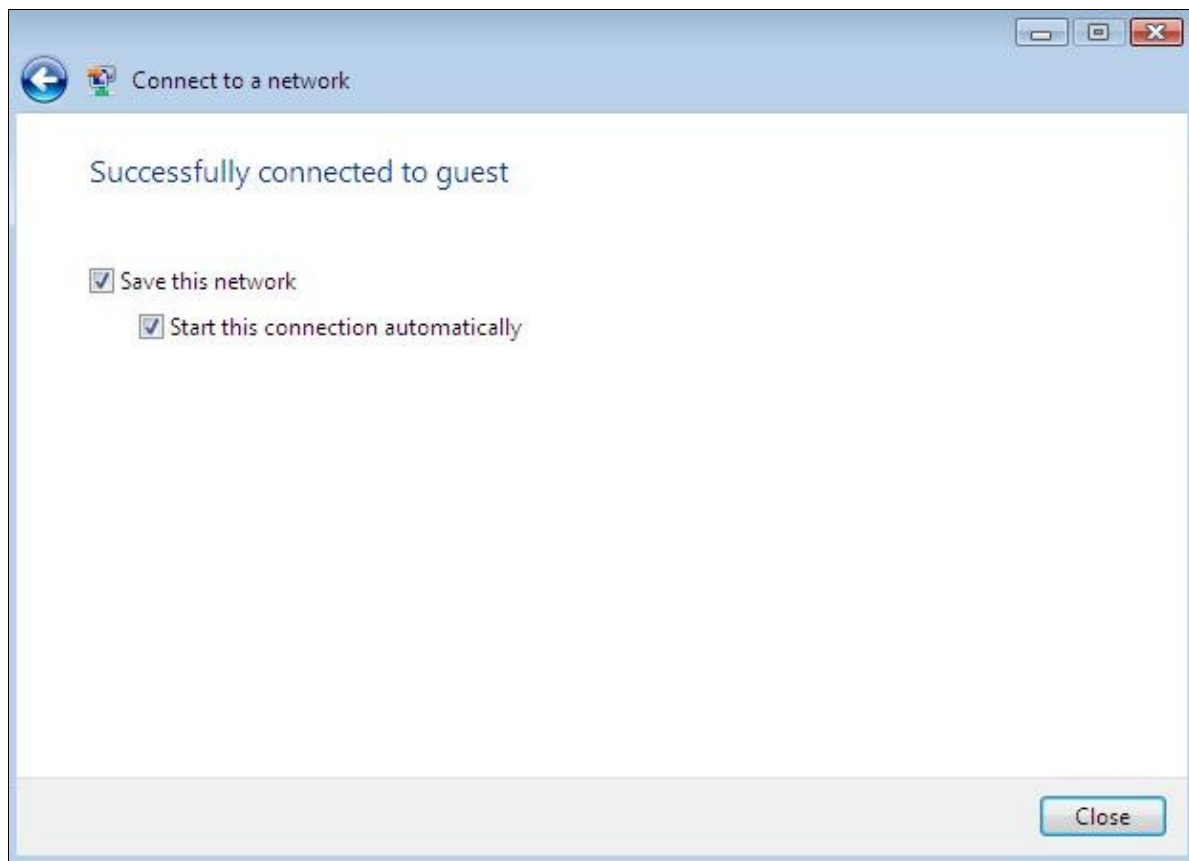 Connect to a network
Successfully connected to guest
Save this network
Start this connection automatically
Close